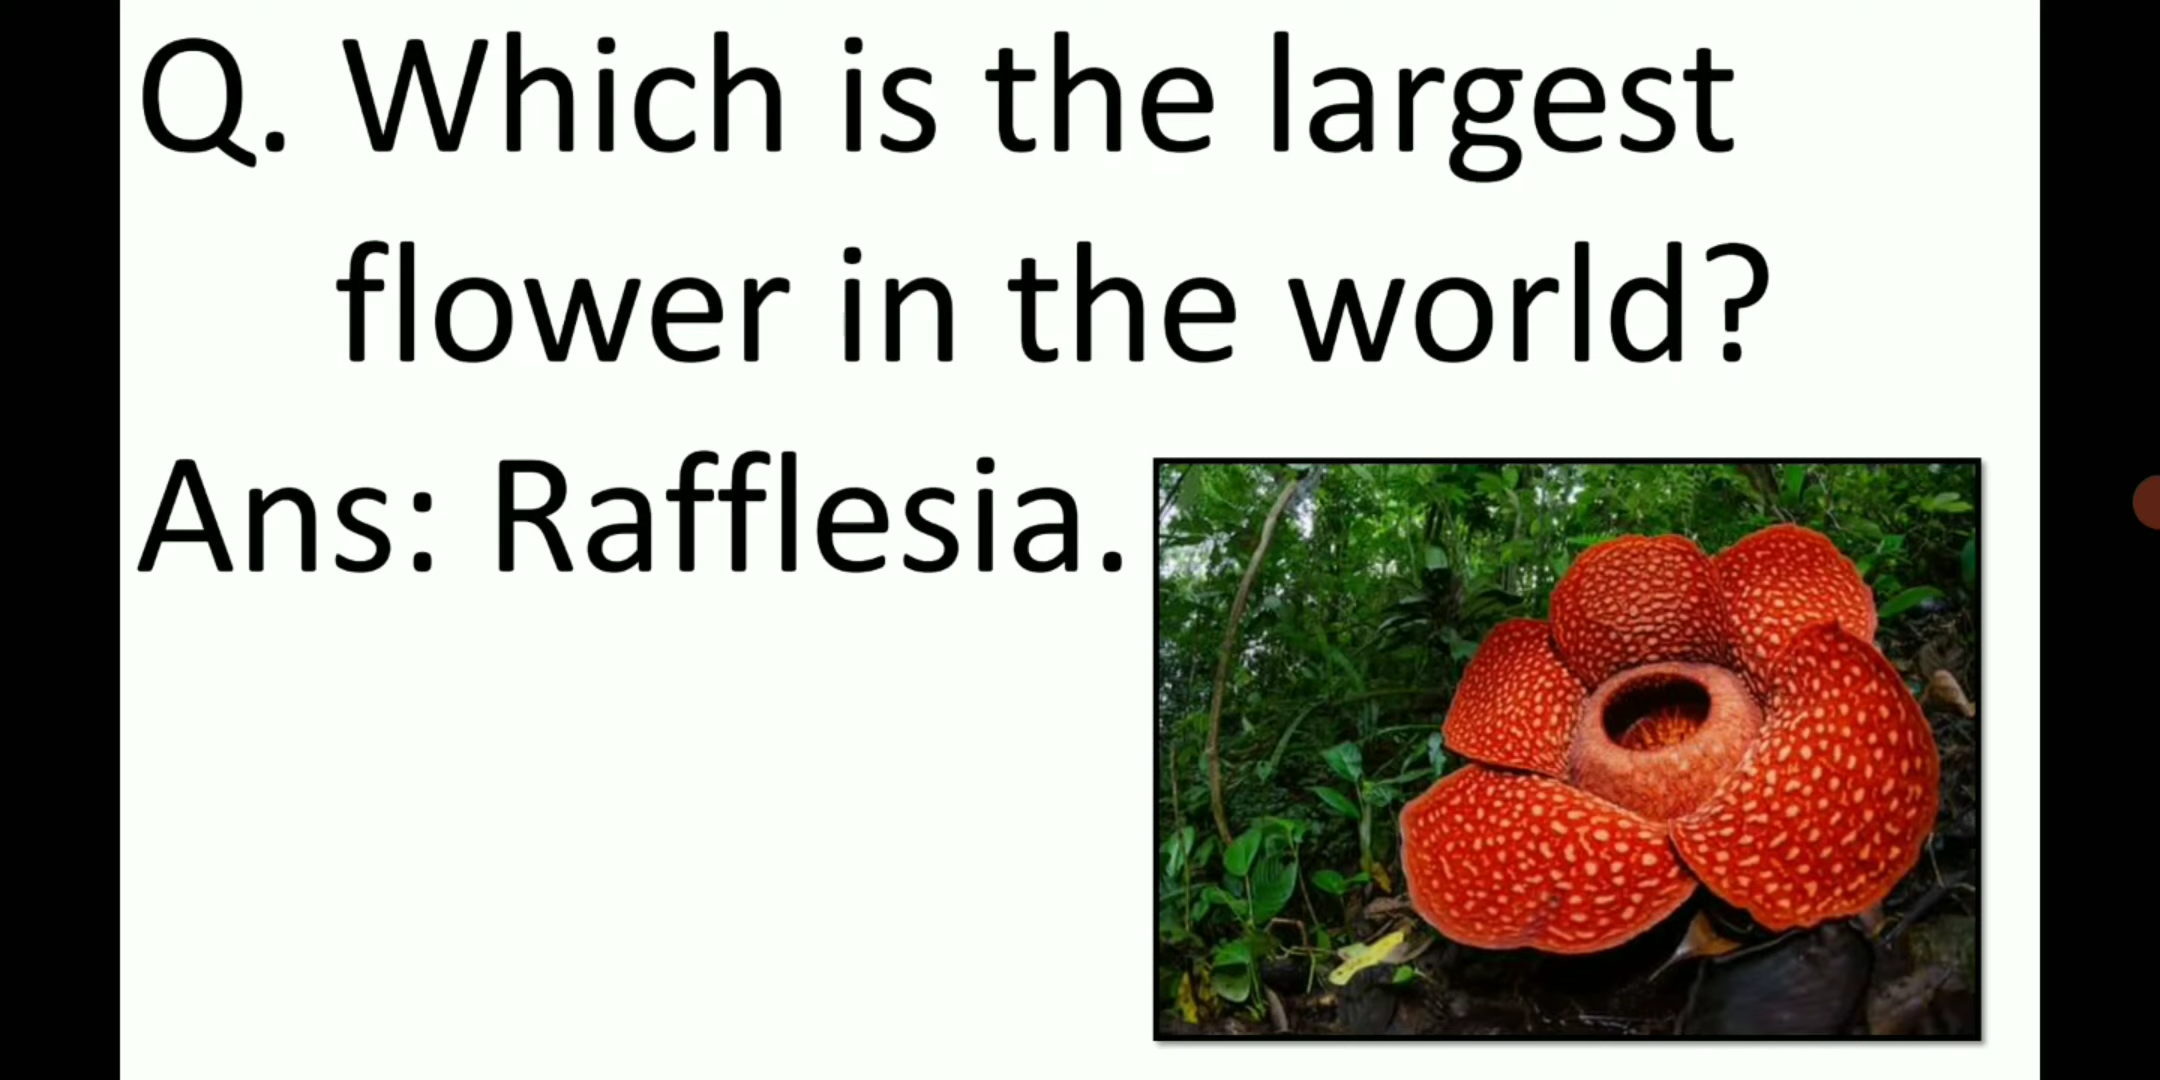 Q. Which is the largest
flower in the world?
Ans: Rafflesia.